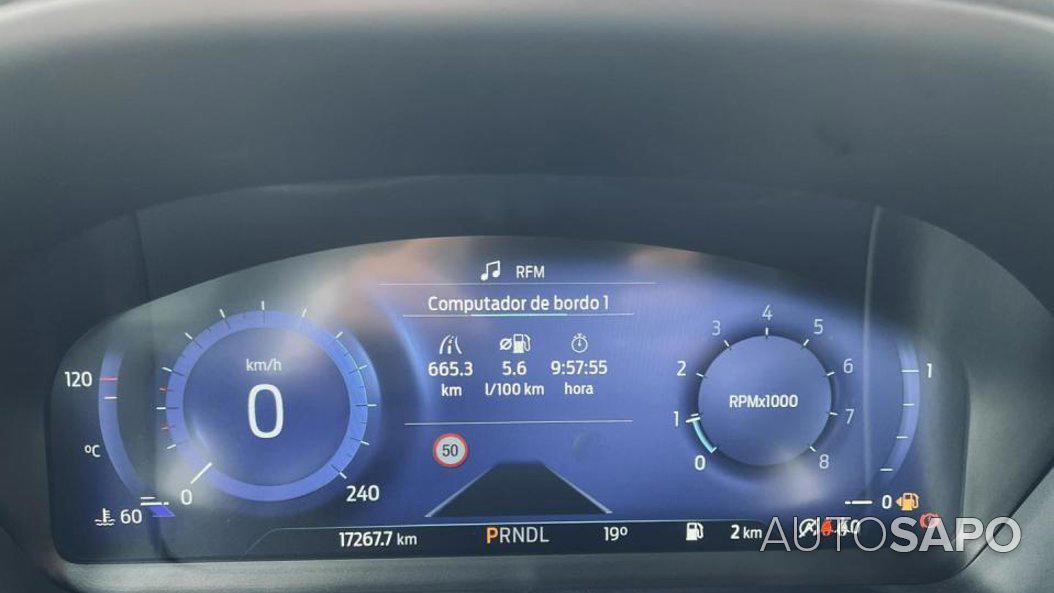 RFM
Computador de bordo 1
665.3 5.6 9:57:55
km l/100 km hora
50
km/h
0
0
240
120
ºC
60
RPMx1000
0
1
2
3
4
5
6
7
8
1
0
17267.7 km PRNDL 19º 2 km
AUTOSAPO